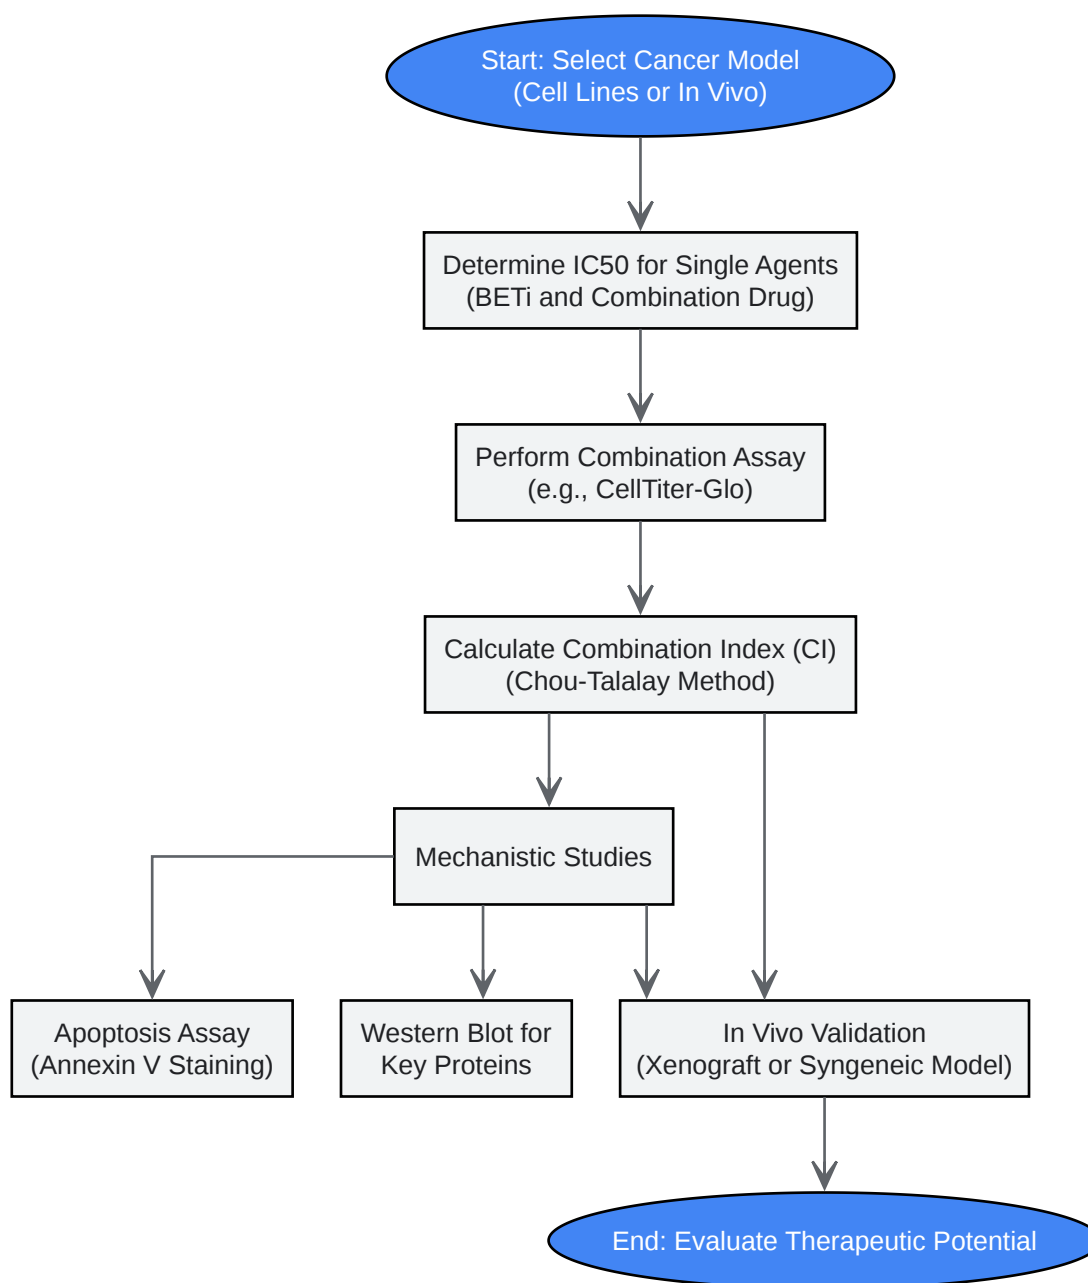 Start: Select Cancer Model
(Cell Lines or In Vivo)
Determine IC50 for Single Agents
(BETi and Combination Drug)
Perform Combination Assay
(e.g., CellTiter-Glo)
Calculate Combination Index (CI)
(Chou-Talalay Method)
Mechanistic Studies
Apoptosis Assay
(Annexin V Staining)
Western Blot for
Key Proteins
In Vivo Validation
(Xenograft or Syngeneic Model)
End: Evaluate Therapeutic Potential